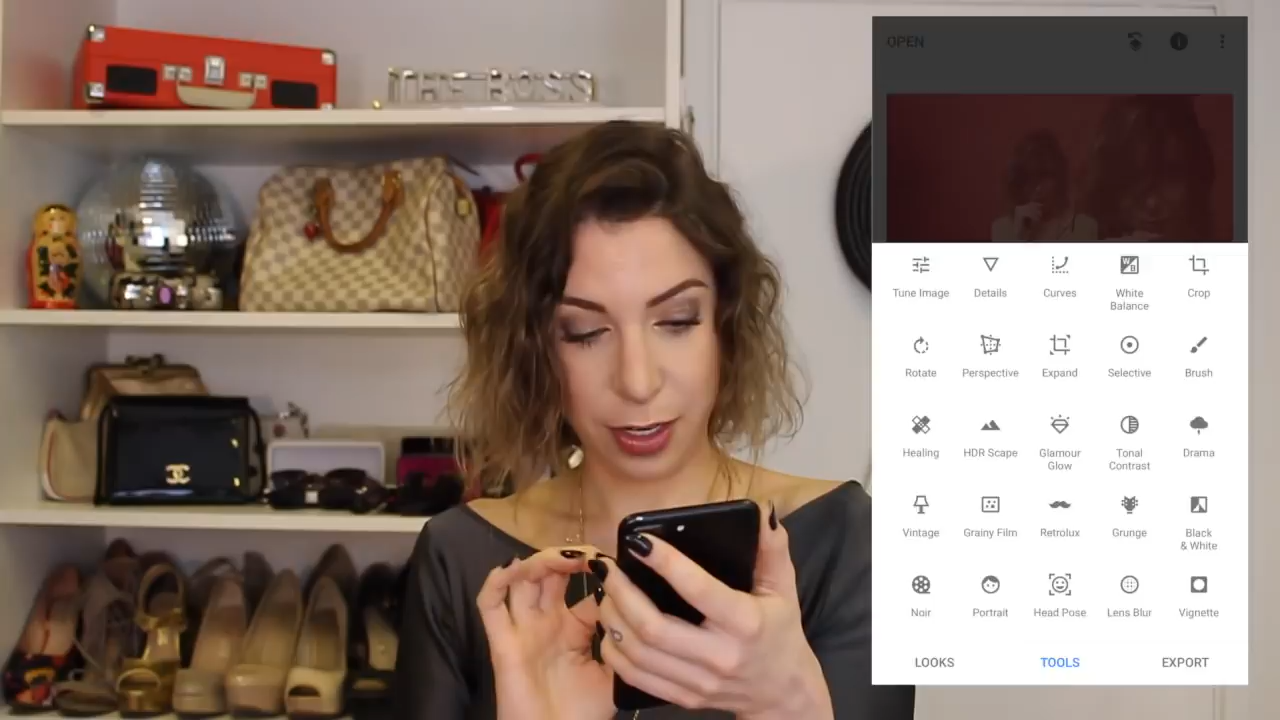 THE BOSS
OPEN
Tune Image
Details
Curves
White
Balance
Crop
Rotate
Perspective
Expand
Selective
Brush
Healing
HDR Scape
Glamour
Glow
Tonal
Contrast
Drama
Vintage
Grainy Film
Retrolux
Grunge
Black
& White
Noir
Portrait
Head Pose
Lens Blur
Vignette
LOOKS
TOOLS
EXPORT